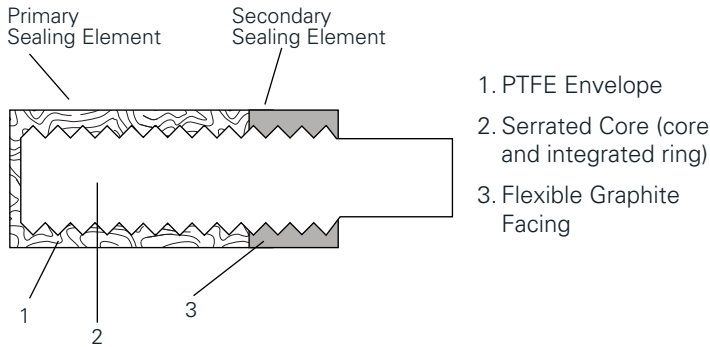 Primary
Sealing Element
Secondary
Sealing Element
1. PTFE Envelope
2. Serrated Core (core
and integrated ring)
3. Flexible Graphite
Facing
1
2
3